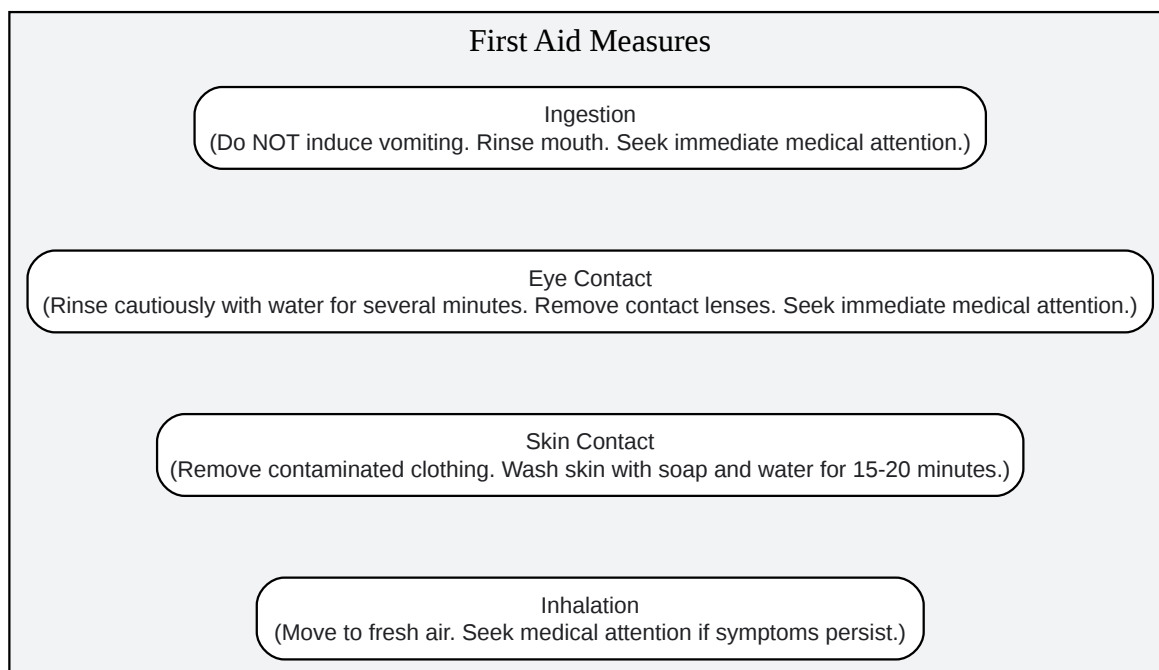 First Aid Measures
Ingestion
(Do NOT induce vomiting. Rinse mouth. Seek immediate medical attention.)
Eye Contact
(Rinse cautiously with water for several minutes. Remove contact lenses. Seek immediate medical attention.)
Skin Contact
(Remove contaminated clothing. Wash skin with soap and water for 15-20 minutes.)
Inhalation
(Move to fresh air. Seek medical attention if symptoms persist.)